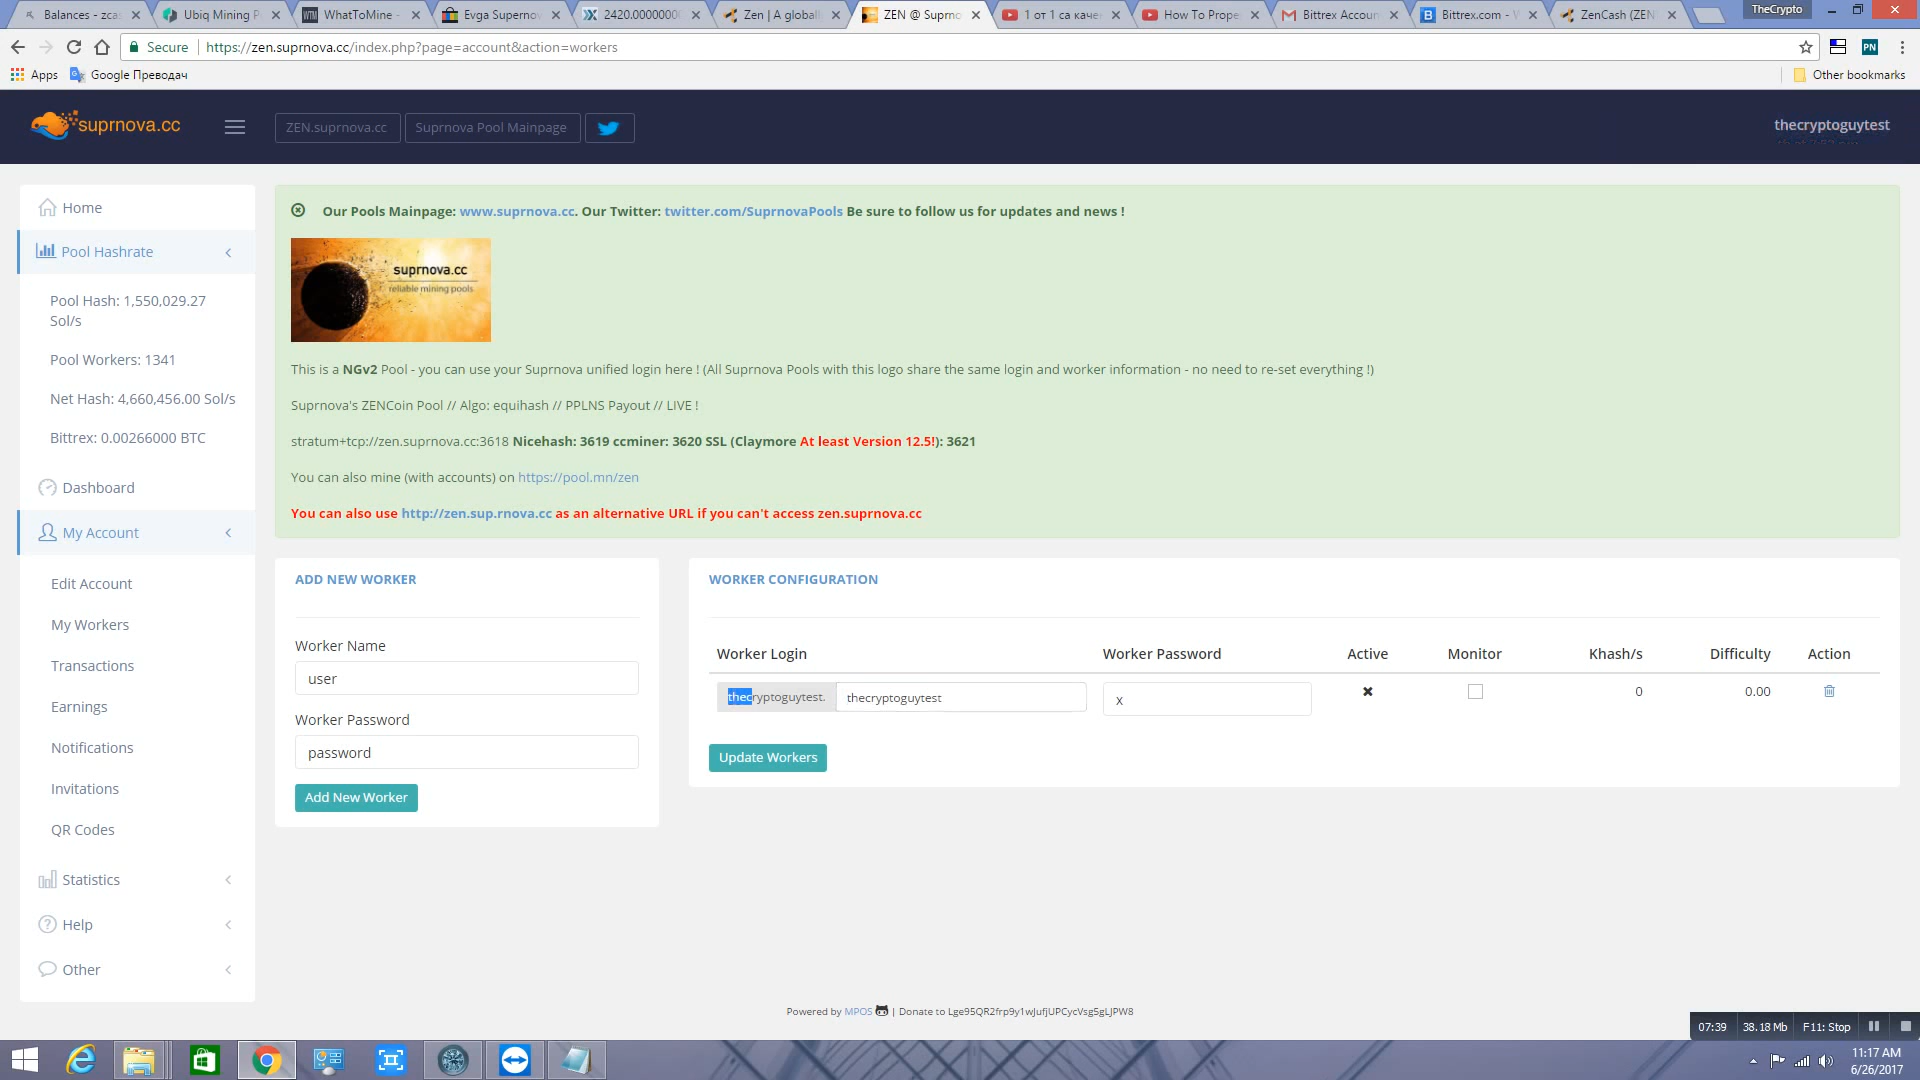 Balances - zcas
Ubiq Mining P
WhatToMine -
Evga Supernov
2420.0000000
Zen | A globall
ZEN @ Suprno
1 от 1 са каче
How To Prope
Bittrex Accoun
Bittrex.com - V
ZenCash (ZEN
TheCrypto
Secure
https://zen.suprnova.cc/index.php?page=account&action=workers
PN
Apps
Google Преводач
Other bookmarks
suprnova.cc
ZEN.suprnova.cc
Suprnova Pool Mainpage
thecryptoguytest
Home
Pool Hashrate
Pool Hash: 1,550,029.27
Sol/s
Pool Workers: 1341
Net Hash: 4,660,456.00 Sol/s
Bittrex: 0.00266000 BTC
Dashboard
My Account
Edit Account
My Workers
Transactions
Earnings
Notifications
Invitations
QR Codes
Statistics
Help
Other
Our Pools Mainpage: www.suprnova.cc. Our Twitter: twitter.com/SuprnovaPools Be sure to follow us for updates and news !
suprnova.cc
reliable mining pools
This is a NGv2 Pool - you can use your Suprnova unified login here ! (All Suprnova Pools with this logo share the same login and worker information - no need to re-set everything !)
Suprnova's ZENCoin Pool // Algo: equihash // PPLNS Payout // LIVE !
stratum+tcp://zen.suprnova.cc:3618 Nicehash: 3619 ccminer: 3620 SSL (Claymore At least Version 12.5!): 3621
You can also mine (with accounts) on https://pool.mn/zen
You can also use http://zen.sup.rnova.cc as an alternative URL if you can't access zen.suprnova.cc
ADD NEW WORKER
Worker Name
user
Worker Password
password
Add New Worker
WORKER CONFIGURATION
Worker Login Worker Password Active Monitor Khash/s Difficulty Action
thecryptoguytest. thecryptoguytest x 0 0.00
Update Workers
Powered by MPOS | Donate to Lge95QR2frp9y1wJufjUPCycVsg5gLJPW8
07:39 38.18 Mb F11: Stop
11:17 AM
6/26/2017